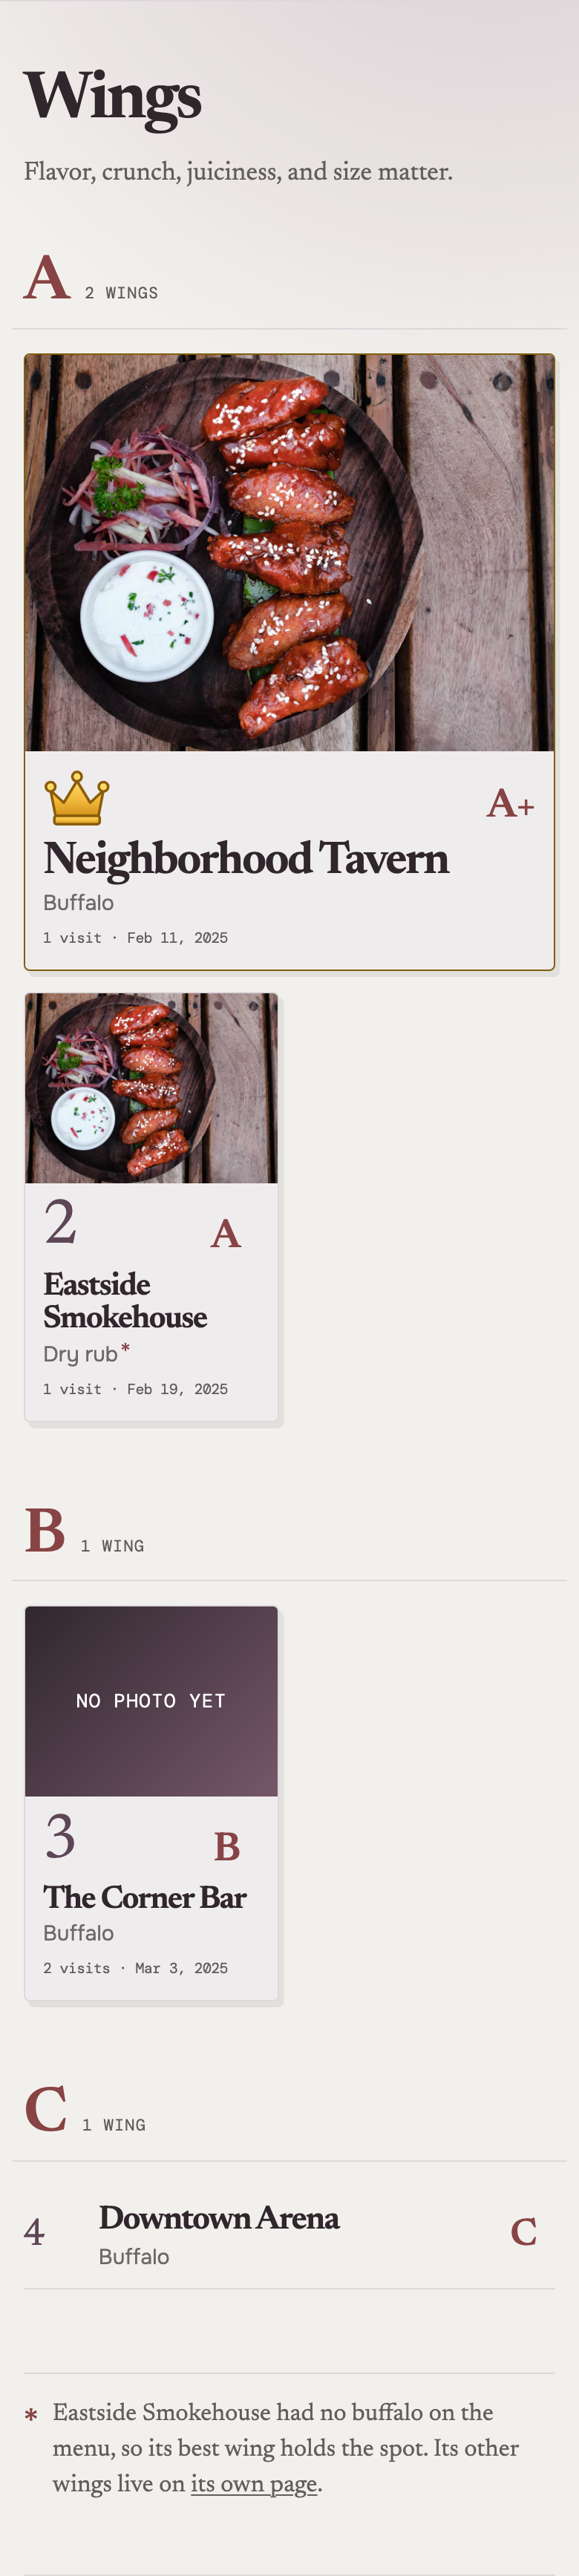 Wings
Flavor, crunch, juiciness, and size matter.
A 2 WINGS
A+
Neighborhood Tavern
Buffalo
1 visit · Feb 11, 2025
2 A
Eastside
Smokehouse
Dry rub*
1 visit · Feb 19, 2025
B 1 WING
NO PHOTO YET
3 B
The Corner Bar
Buffalo
2 visits · Mar 3, 2025
C 1 WING
4 Downtown Arena C
Buffalo
* Eastside Smokehouse had no buffalo on the
menu, so its best wing holds the spot. Its other
wings live on its own page.